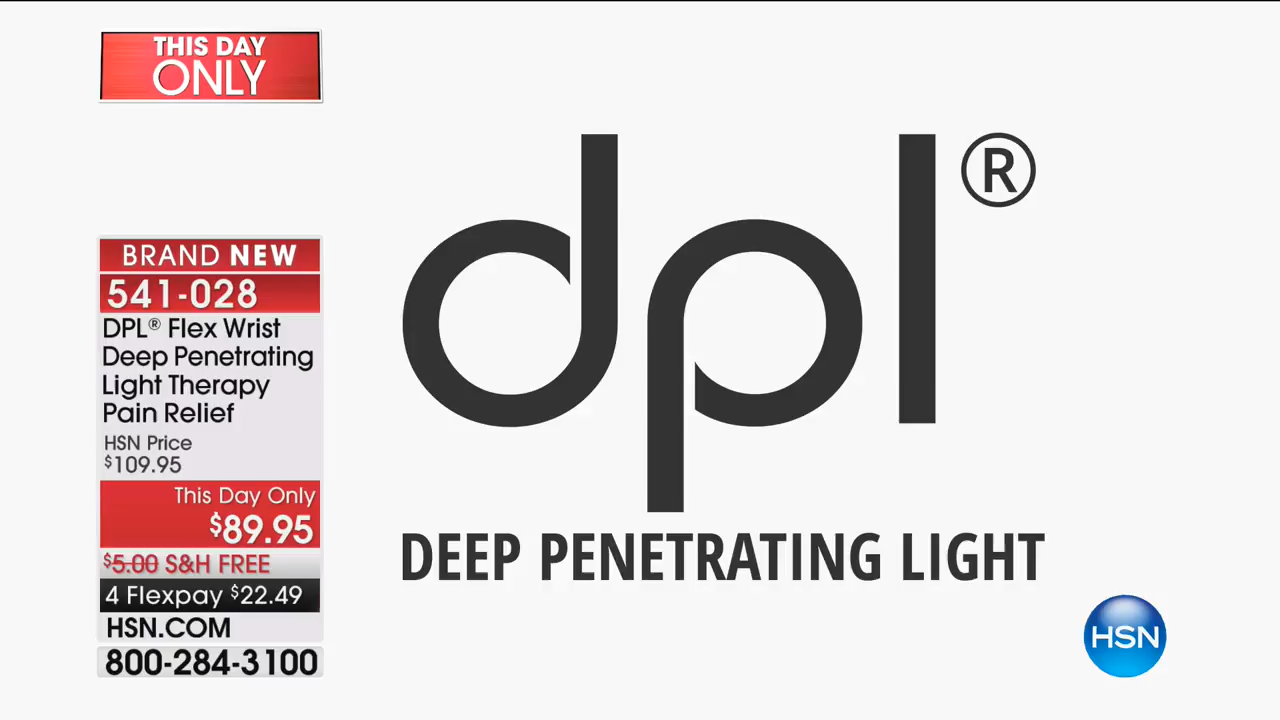 THIS DAY
ONLY
BRAND NEW
541-028
DPL® Flex Wrist
Deep Penetrating
Light Therapy
Pain Relief
HSN Price
$109.95
This Day Only
$89.95
$5.00 S&H FREE
4 Flexpay $22.49
HSN.COM
800-284-3100
dpl®
DEEP PENETRATING LIGHT
HSN